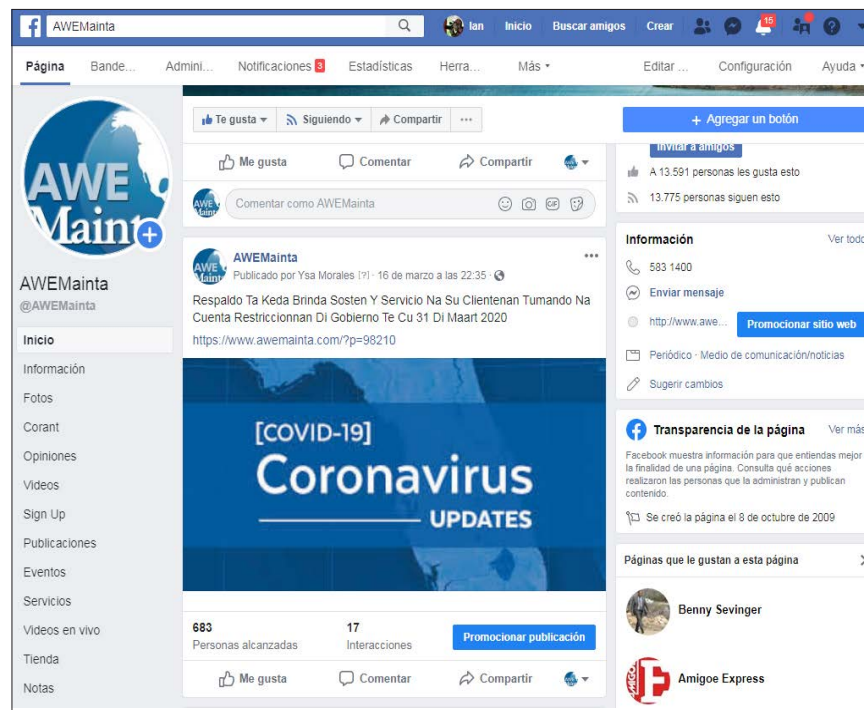 AWEMainta
Ian
Inicio
Buscar amigos
Crear
15
Página
Bande...
Admini...
Notificaciones 3
Estadísticas
Herra...
Más
Editar ...
Configuración
Ayuda
AWE
Mainta
AWEMainta
@AWEMainta
Inicio
Información
Fotos
Corant
Opiniones
Videos
Sign Up
Publicaciones
Eventos
Servicios
Videos en vivo
Tienda
Notas
Te gusta
Siguiendo
Compartir
Me gusta
Comentar
Compartir
Comentar como AWEMainta
GIF
AWEMainta
Publicado por Ysa Morales [?] · 16 de marzo a las 22:35 ·
Respaldo Ta Keda Brinda Sosten Y Servicio Na Su Clientenan Tumando Na
Cuenta Restriccionnan Di Gobierno Te Cu 31 Di Maart 2020
https://www.awemainta.com/?p=98210
[COVID-19]
Coronavirus
UPDATES
683
Personas alcanzadas
17
Interacciones
Promocionar publicación
Me gusta
Comentar
Compartir
+ Agregar un botón
Invitar a amigos
A 13.591 personas les gusta esto
13.775 personas siguen esto
Información
Ver todo
583 1400
Enviar mensaje
http://www.awe...
Promocionar sitio web
Periódico · Medio de comunicación/noticias
Sugerir cambios
Transparencia de la página
Ver más
Facebook muestra información para que entiendas mejor
la finalidad de una página. Consulta qué acciones
realizaron las personas que la administran y publican
contenido.
Se creó la página el 8 de octubre de 2009
Páginas que le gustan a esta página
Benny Sevinger
Amigoe Express